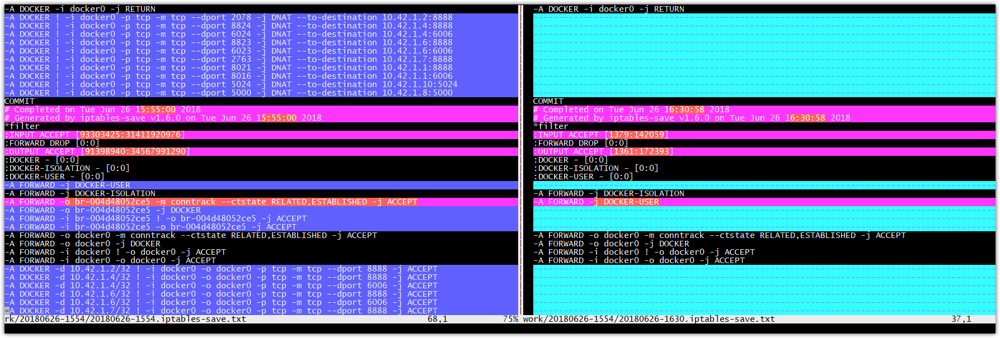 -A DOCKER -i docker0 -j RETURN
-A DOCKER ! -i docker0 -p tcp -m tcp --dport 2078 -j DNAT --to-destination 10.42.1.2:8888
-A DOCKER ! -i docker0 -p tcp -m tcp --dport 8824 -j DNAT --to-destination 10.42.1.4:8888
-A DOCKER ! -i docker0 -p tcp -m tcp --dport 6024 -j DNAT --to-destination 10.42.1.4:6006
-A DOCKER ! -i docker0 -p tcp -m tcp --dport 8823 -j DNAT --to-destination 10.42.1.6:8888
-A DOCKER ! -i docker0 -p tcp -m tcp --dport 6023 -j DNAT --to-destination 10.42.1.6:6006
-A DOCKER ! -i docker0 -p tcp -m tcp --dport 2763 -j DNAT --to-destination 10.42.1.7:8888
-A DOCKER ! -i docker0 -p tcp -m tcp --dport 8021 -j DNAT --to-destination 10.42.1.1:8888
-A DOCKER ! -i docker0 -p tcp -m tcp --dport 8016 -j DNAT --to-destination 10.42.1.1:6006
-A DOCKER ! -i docker0 -p tcp -m tcp --dport 5024 -j DNAT --to-destination 10.42.1.10:5024
-A DOCKER ! -i docker0 -p tcp -m tcp --dport 5000 -j DNAT --to-destination 10.42.1.8:5000
COMMIT
# Completed on Tue Jun 26 15:55:00 2018
# Generated by iptables-save v1.6.0 on Tue Jun 26 15:55:00 2018
*filter
:INPUT ACCEPT [93303425:31411920976]
:FORWARD DROP [0:0]
:OUTPUT ACCEPT [91398940:34567991290]
:DOCKER - [0:0]
:DOCKER-ISOLATION - [0:0]
:DOCKER-USER - [0:0]
-A FORWARD -j DOCKER-USER
-A FORWARD -j DOCKER-ISOLATION
-A FORWARD -o br-004d48052ce5 -m conntrack --ctstate RELATED,ESTABLISHED -j ACCEPT
-A FORWARD -o br-004d48052ce5 -j DOCKER
-A FORWARD -i br-004d48052ce5 ! -o br-004d48052ce5 -j ACCEPT
-A FORWARD -i br-004d48052ce5 -o br-004d48052ce5 -j ACCEPT
-A FORWARD -o docker0 -m conntrack --ctstate RELATED,ESTABLISHED -j ACCEPT
-A FORWARD -o docker0 -j DOCKER
-A FORWARD -i docker0 ! -o docker0 -j ACCEPT
-A FORWARD -i docker0 -o docker0 -j ACCEPT
-A DOCKER -d 10.42.1.2/32 ! -i docker0 -o docker0 -p tcp -m tcp --dport 8888 -j ACCEPT
-A DOCKER -d 10.42.1.4/32 ! -i docker0 -o docker0 -p tcp -m tcp --dport 8888 -j ACCEPT
-A DOCKER -d 10.42.1.4/32 ! -i docker0 -o docker0 -p tcp -m tcp --dport 6006 -j ACCEPT
-A DOCKER -d 10.42.1.6/32 ! -i docker0 -o docker0 -p tcp -m tcp --dport 8888 -j ACCEPT
-A DOCKER -d 10.42.1.6/32 ! -i docker0 -o docker0 -p tcp -m tcp --dport 6006 -j ACCEPT
-A DOCKER -d 10.42.1.7/32 ! -i docker0 -o docker0 -p tcp -m tcp --dport 8888 -j ACCEPT
rk/20180626-1554/20180626-1554.iptables-save.txt 68,1 75%
-A DOCKER -i docker0 -j RETURN
COMMIT
# Completed on Tue Jun 26 16:30:58 2018
# Generated by iptables-save v1.6.0 on Tue Jun 26 16:30:58 2018
*filter
:INPUT ACCEPT [1379:142059]
:FORWARD DROP [0:0]
:OUTPUT ACCEPT [1361:172393]
:DOCKER - [0:0]
:DOCKER-ISOLATION - [0:0]
:DOCKER-USER - [0:0]
-A FORWARD -j DOCKER-ISOLATION
-A FORWARD -j DOCKER-USER
-A FORWARD -o docker0 -m conntrack --ctstate RELATED,ESTABLISHED -j ACCEPT
-A FORWARD -o docker0 -j DOCKER
-A FORWARD -i docker0 ! -o docker0 -j ACCEPT
-A FORWARD -i docker0 -o docker0 -j ACCEPT
work/20180626-1554/20180626-1630.iptables-save.txt 37,1